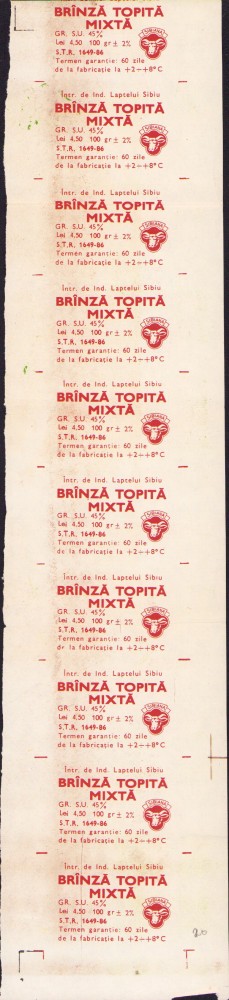 BRÎNZĂ TOPITĂ
MIXTĂ
GR. S.U. 45%
Lei 4,50 100 gr ± 2%
S.T.R. 1649-86
Termen garanție: 60 zile
de la fabricație la +2÷+8°C
SIBIANA
Într. de Ind. Laptelui Sibiu
BRÎNZĂ TOPITĂ
MIXTĂ
GR. S.U. 45%
Lei 4,50 100 gr ± 2%
S.T.R. 1649-86
Termen garanție: 60 zile
de la fabricație la +2÷+8°C
SIBIANA
Într. de Ind. Laptelui Sibiu
BRÎNZĂ TOPITĂ
MIXTĂ
GR. S.U. 45%
Lei 4,50 100 gr ± 2%
S.T.R. 1649-86
Termen garanție: 60 zile
de la fabricație la +2÷+8°C
SIBIANA
Într. de Ind. Laptelui Sibiu
BRÎNZĂ TOPITĂ
MIXTĂ
GR. S.U. 45%
Lei 4,50 100 gr ± 2%
S.T.R. 1649-86
Termen garanție: 60 zile
de la fabricație la +2÷+8°C
SIBIANA
Într. de Ind. Laptelui Sibiu
BRÎNZĂ TOPITĂ
MIXTĂ
GR. S.U. 45%
Lei 4,50 100 gr ± 2%
S.T.R. 1649-86
Termen garanție: 60 zile
de la fabricație la +2÷+8°C
SIBIANA
Într. de Ind. Laptelui Sibiu
BRÎNZĂ TOPITĂ
MIXTĂ
GR. S.U. 45%
Lei 4,50 100 gr ± 2%
S.T.R. 1649-86
Termen garanție: 60 zile
de la fabricație la +2÷+8°C
SIBIANA
Într. de Ind. Laptelui Sibiu
BRÎNZĂ TOPITĂ
MIXTĂ
GR. S.U. 45%
Lei 4,50 100 gr ± 2%
S.T.R. 1649-86
Termen garanție: 60 zile
de la fabricație la +2÷+8°C
SIBIANA
Într. de Ind. Laptelui Sibiu
BRÎNZĂ TOPITĂ
MIXTĂ
GR. S.U. 45%
Lei 4,50 100 gr ± 2%
S.T.R. 1649-86
Termen garanție: 60 zile
de la fabricație la +2÷+8°C
SIBIANA
Într. de Ind. Laptelui Sibiu
BRÎNZĂ TOPITĂ
MIXTĂ
GR. S.U. 45%
Lei 4,50 100 gr ± 2%
S.T.R. 1649-86
Termen garanție: 60 zile
de la fabricație la +2÷+8°C
SIBIANA
Într. de Ind. Laptelui Sibiu
BRÎNZĂ TOPITĂ
MIXTĂ
GR. S.U. 45%
Lei 4,50 100 gr ± 2%
S.T.R. 1649-86
Termen garanție: 60 zile
de la fabricație la +2÷+8°C
SIBIANA